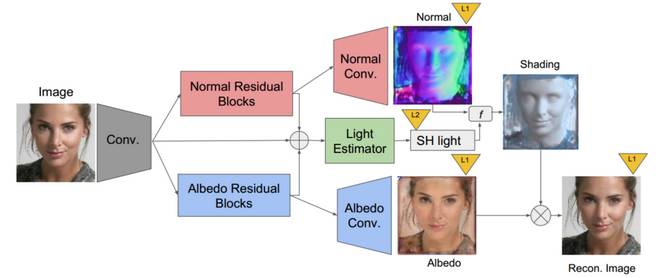 Image
Conv.
Normal Residual
Blocks
Albedo Residual
Blocks
Normal
Conv.
Light
Estimator
Albedo
Conv.
Normal
L1
L2
SH light
f
Shading
L1
Albedo
L1
Recon. Image